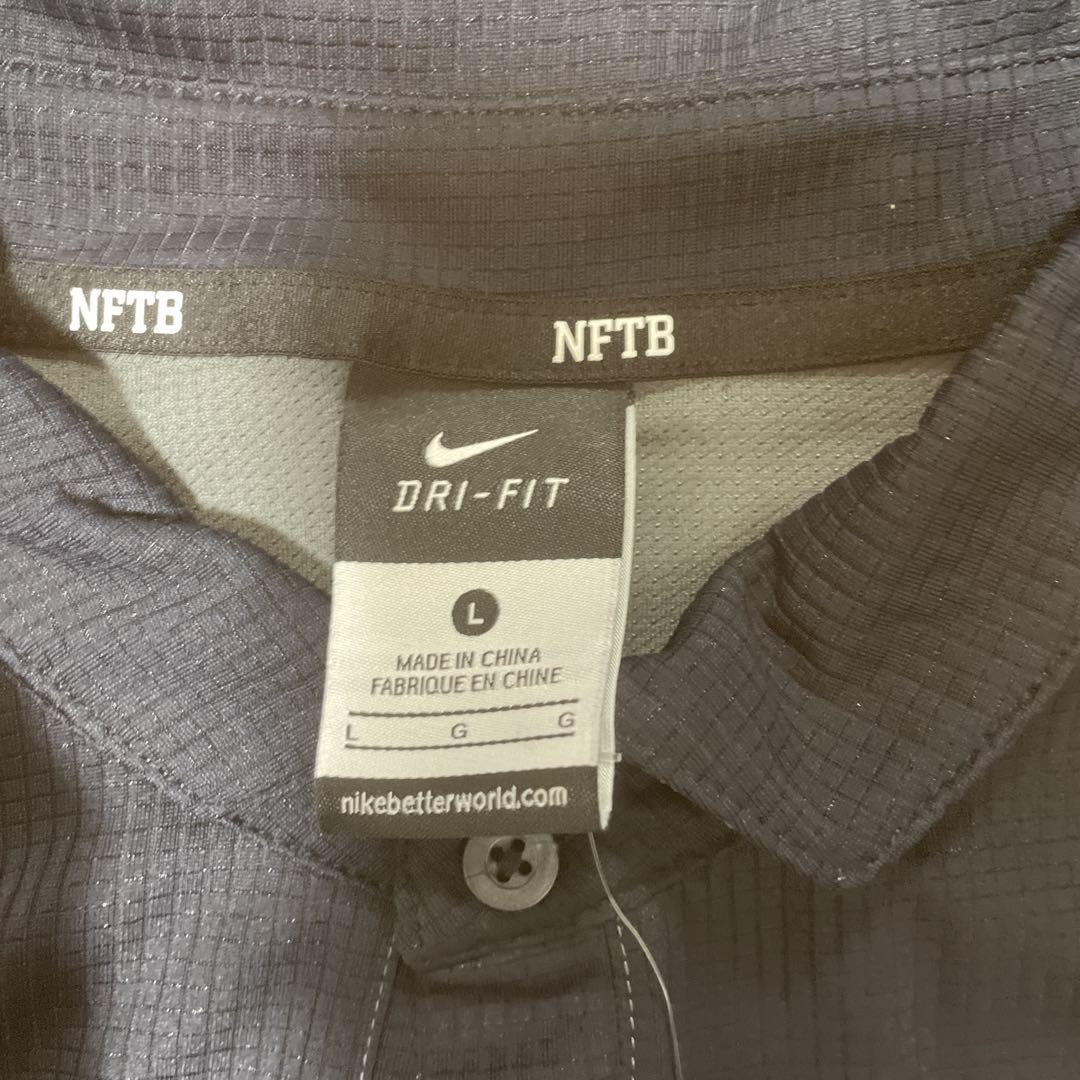 NFTB
NFTB
DRI-FIT
L
MADE IN CHINA
FABRIQUE EN CHINE
L G G
nikebetterworld.com